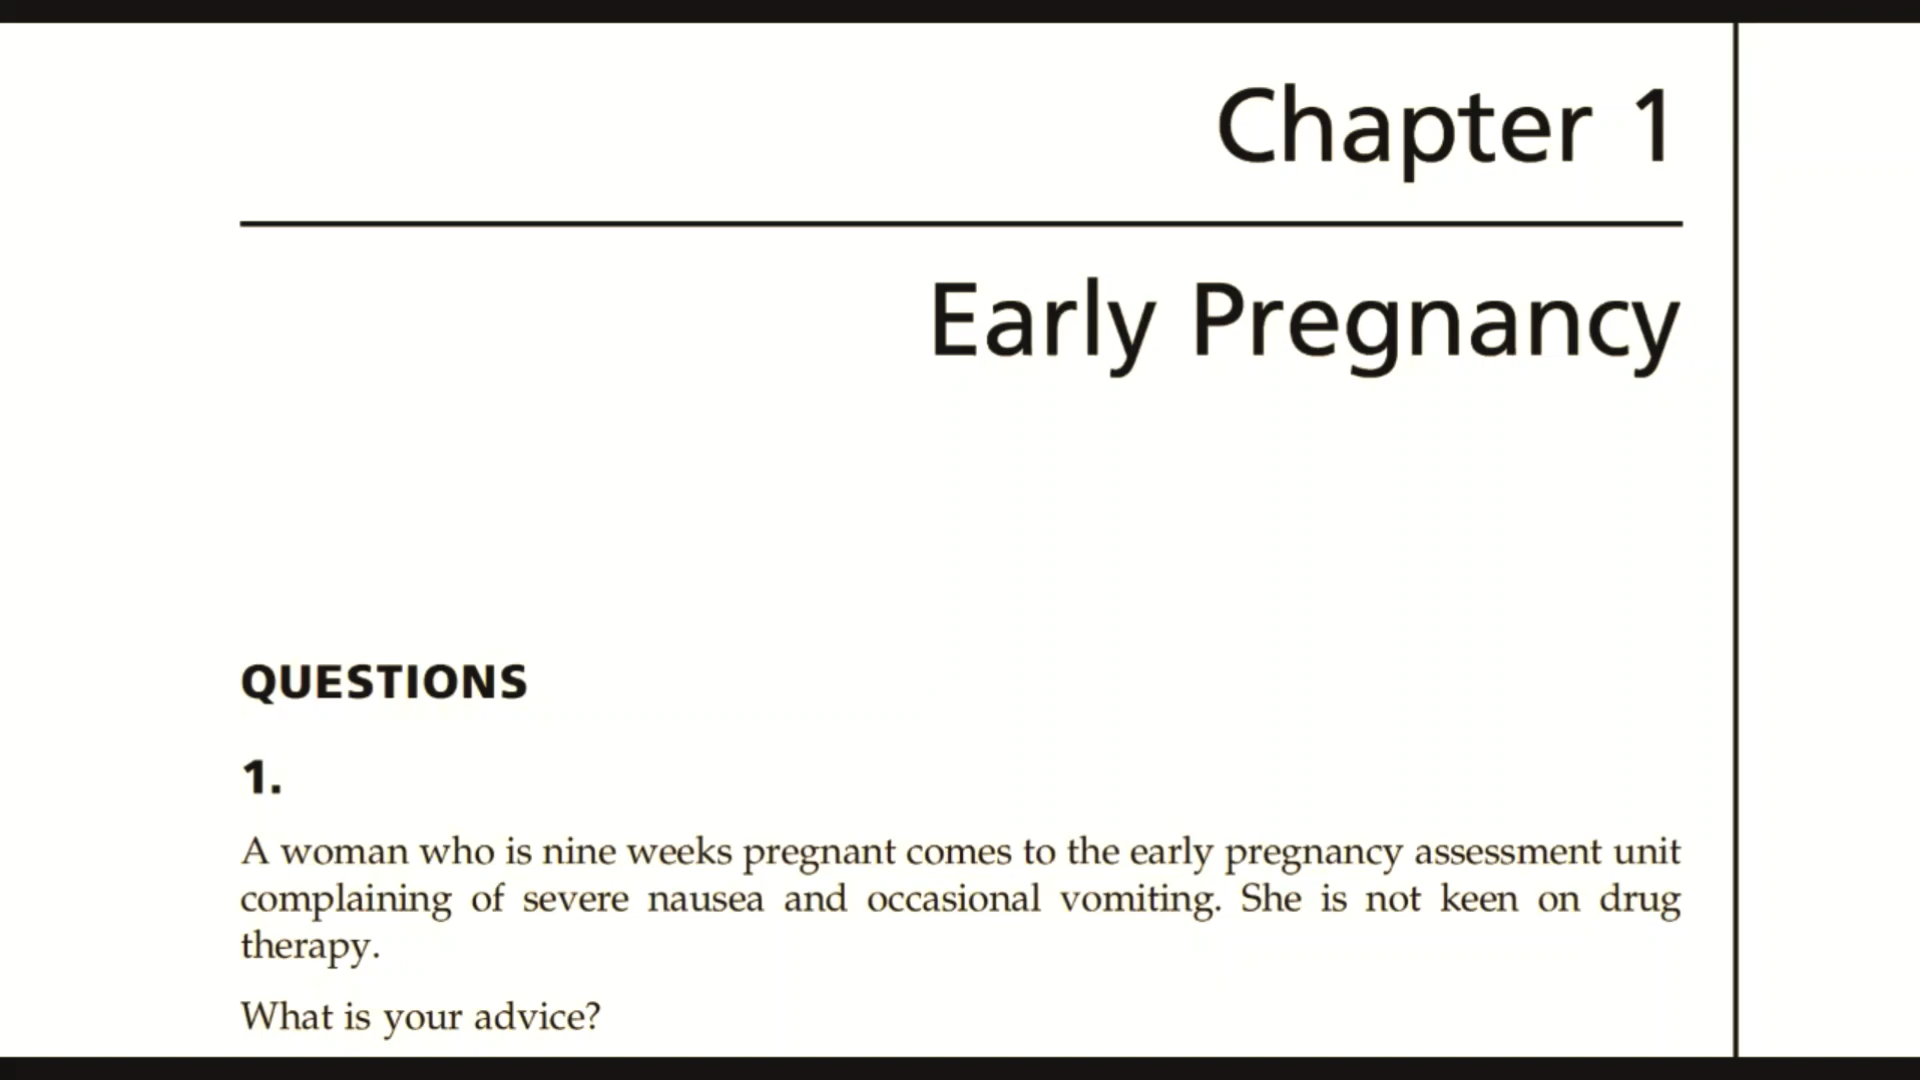 Chapter 1
Early Pregnancy
QUESTIONS
1.
A woman who is nine weeks pregnant comes to the early pregnancy assessment unit
complaining of severe nausea and occasional vomiting. She is not keen on drug
therapy.
What is your advice?